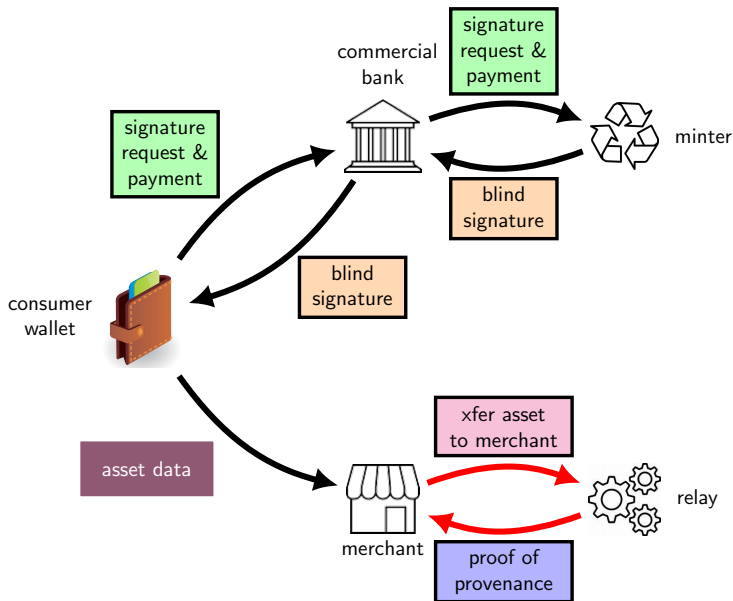 signature
request &
payment
commercial
bank
minter
signature
request &
payment
blind
signature
blind
signature
consumer
wallet
xfer asset
to merchant
asset data
relay
merchant
proof of
provenance